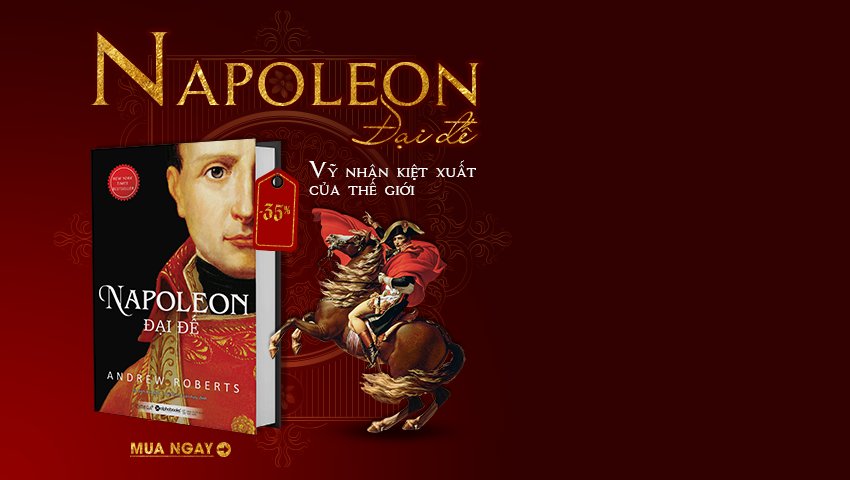 NAPOLEON
Đại đế
VỸ NHÂN KIỆT XUẤT
CỦA THẾ GIỚI
-35%
NEW YORK
TIMES
BESTSELLER
NAPOLEON
ĐẠI ĐẾ
ANDREW ROBERTS
alphabooks
MUA NGAY